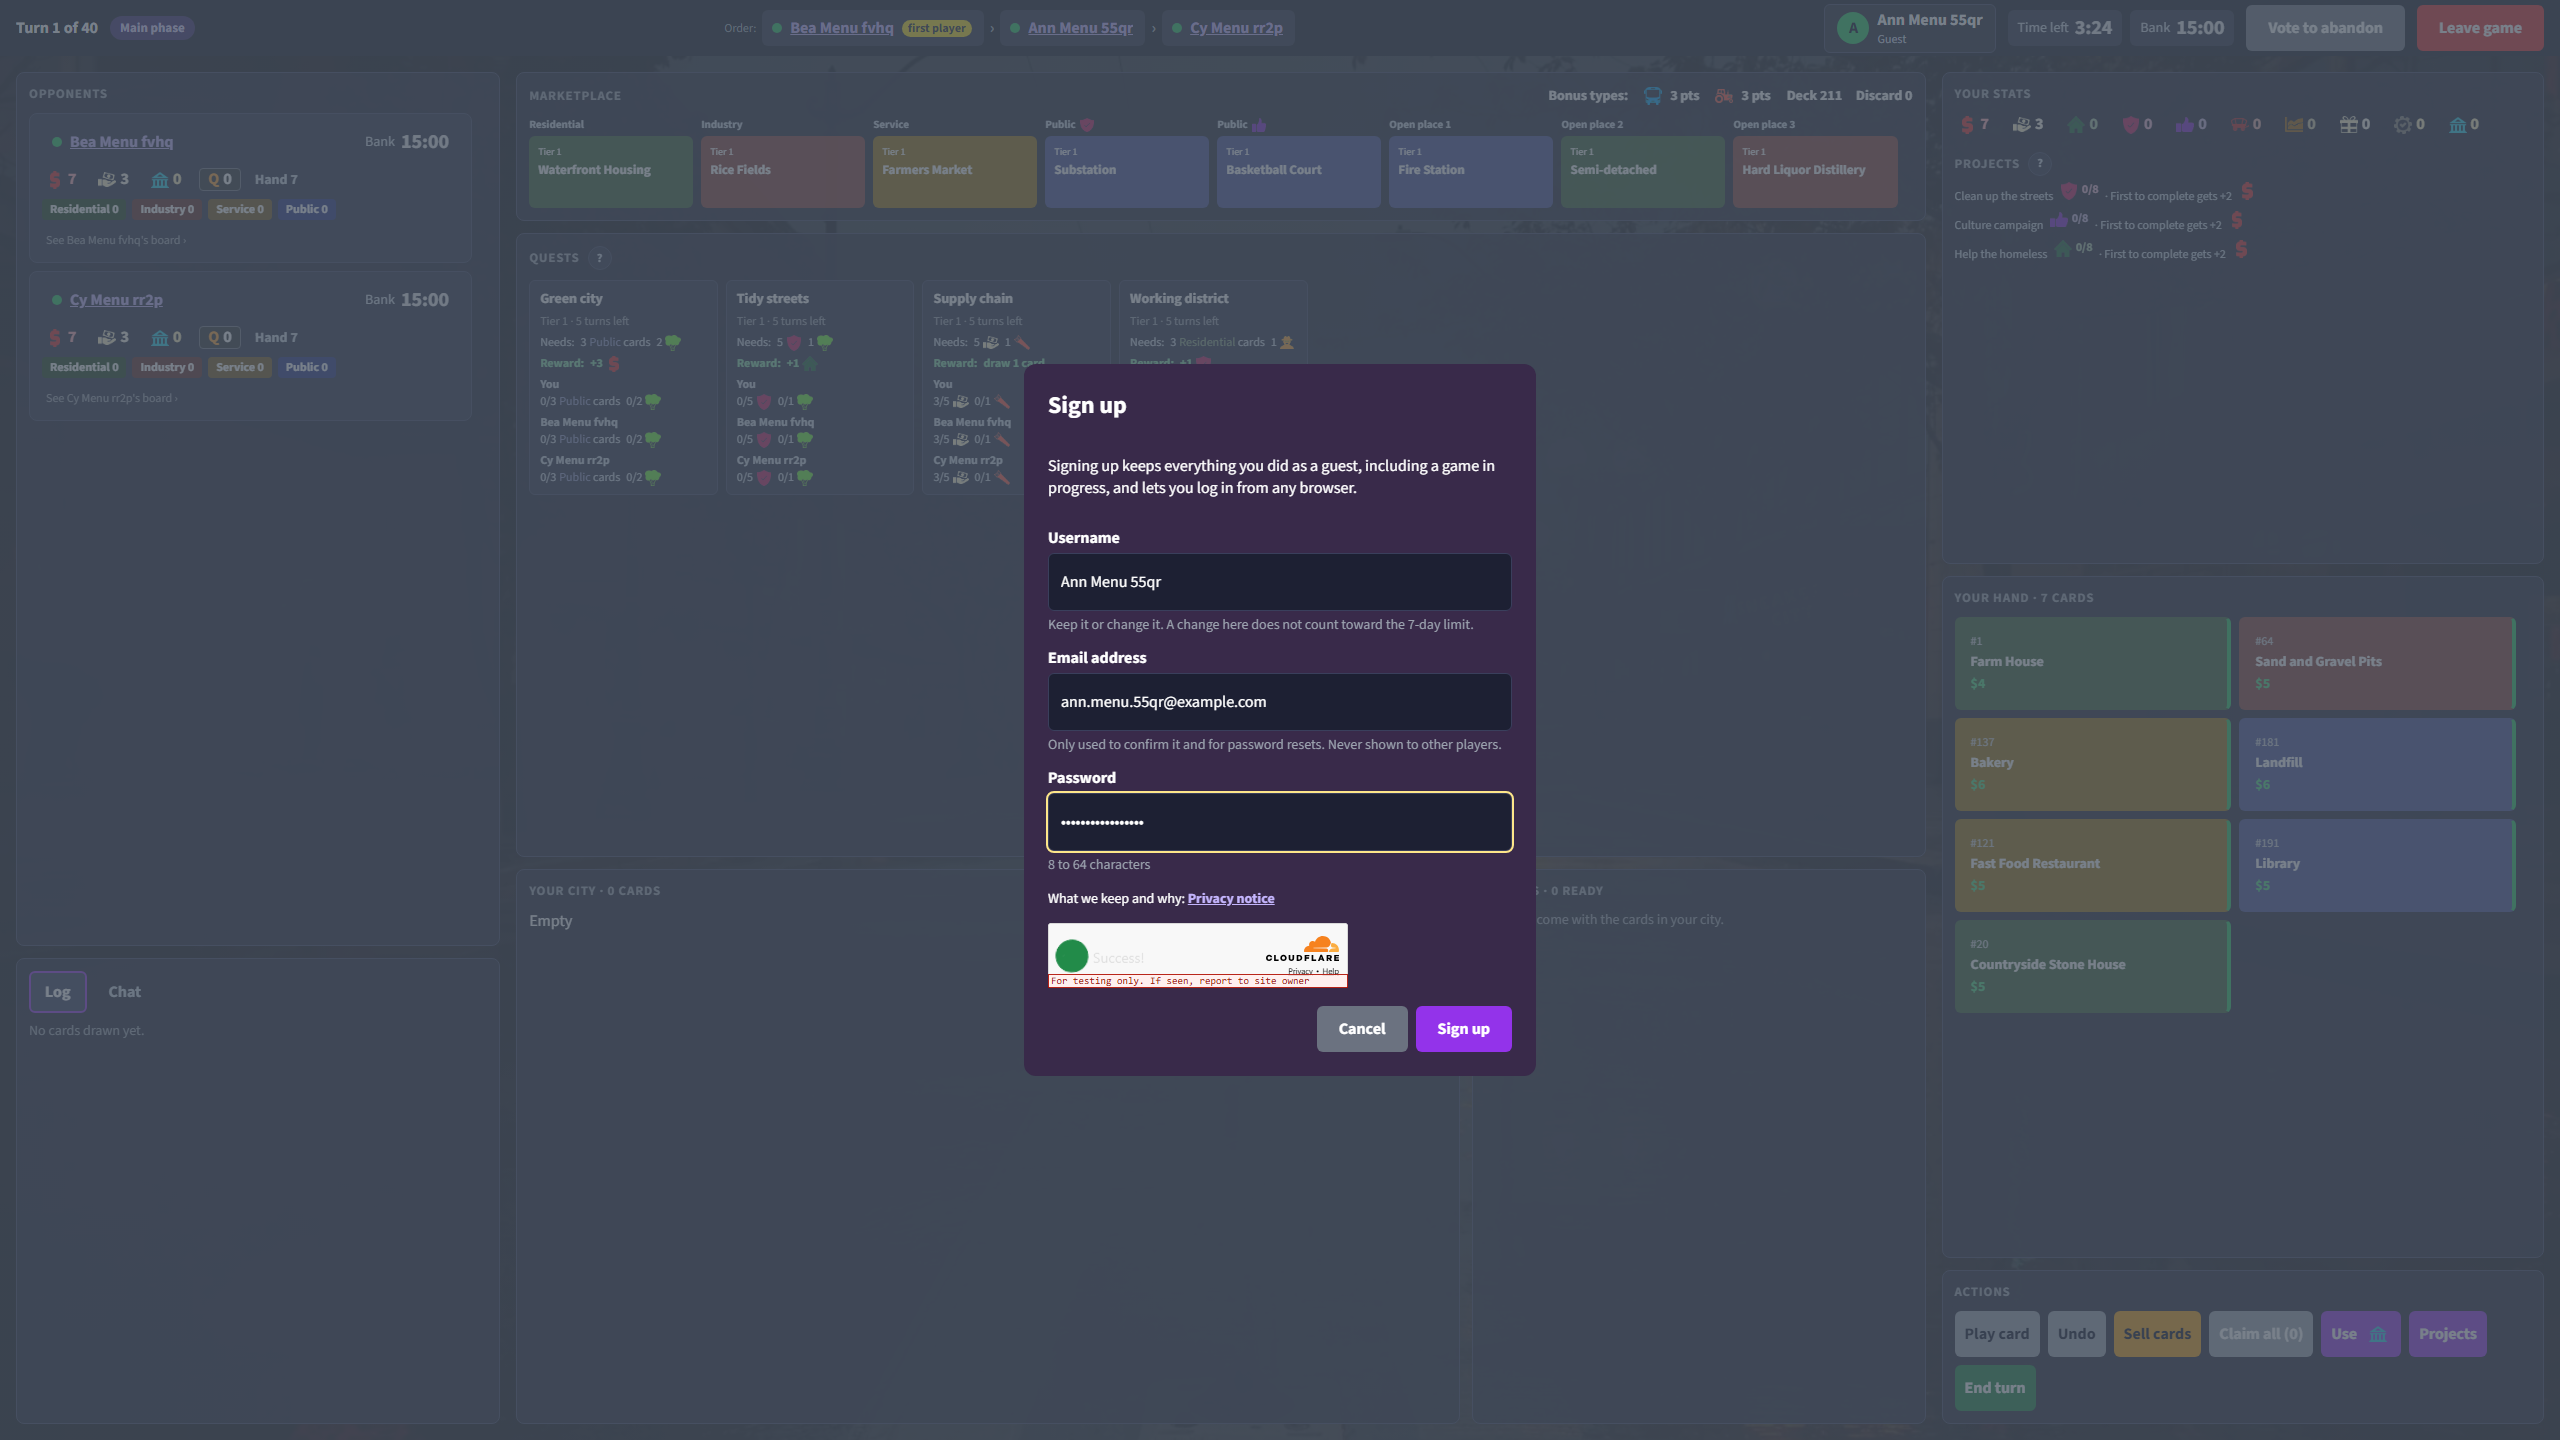 Turn 1 of 40 Main phase
Order: Bea Menu fvhq first player › Ann Menu 55qr › Cy Menu rr2p
A Ann Menu 55qr
Guest
Time left 3:24 Bank 15:00 Vote to abandon Leave game
OPPONENTS
Bea Menu fvhq Bank 15:00
7 3 0 Q 0 Hand 7
Residential 0 Industry 0 Service 0 Public 0
See Bea Menu fvhq's board ›
Cy Menu rr2p Bank 15:00
7 3 0 Q 0 Hand 7
Residential 0 Industry 0 Service 0 Public 0
See Cy Menu rr2p's board ›
Log Chat
No cards drawn yet.
MARKETPLACE
Bonus types: 3 pts 3 pts Deck 211 Discard 0
Residential Industry Service Public Public Open place 1 Open place 2 Open place 3
Tier 1 Tier 1 Tier 1 Tier 1 Tier 1 Tier 1 Tier 1 Tier 1
Waterfront Housing Rice Fields Farmers Market Substation Basketball Court Fire Station Semi-detached Hard Liquor Distillery
QUESTS ?
Green city
Tier 1 · 5 turns left
Needs: 3 Public cards 2
Reward: +3
You
0/3 Public cards 0/2
Bea Menu fvhq
0/3 Public cards 0/2
Cy Menu rr2p
0/3 Public cards 0/2
Tidy streets
Tier 1 · 5 turns left
Needs: 5 1
Reward: +1
You
0/5 0/1
Bea Menu fvhq
0/5 0/1
Cy Menu rr2p
0/5 0/1
Supply chain
Tier 1 · 5 turns left
Needs: 5 1
Reward: draw 1 card
You
3/5 0/1
Bea Menu fvhq
3/5 0/1
Cy Menu rr2p
3/5 0/1
Working district
Tier 1 · 5 turns left
Needs: 3 Residential cards 1
Reward: +1
Sign up
Signing up keeps everything you did as a guest, including a game in
progress, and lets you log in from any browser.
Username
Ann Menu 55qr
Keep it or change it. A change here does not count toward the 7-day limit.
Email address
ann.menu.55qr@example.com
Only used to confirm it and for password resets. Never shown to other players.
Password
•••••••••••••••••
8 to 64 characters
What we keep and why: Privacy notice
Success!
CLOUDFLARE
Privacy • Help
For testing only. If seen, report to site owner
Cancel Sign up
YOUR CITY · 0 CARDS
Empty
· 0 READY
come with the cards in your city.
YOUR STATS
7 3 0 0 0 0 0 0 0 0
PROJECTS ?
Clean up the streets 0/8 · First to complete gets +2
Culture campaign 0/8 · First to complete gets +2
Help the homeless 0/8 · First to complete gets +2
YOUR HAND · 7 CARDS
#1
Farm House
$4
#64
Sand and Gravel Pits
$5
#137
Bakery
$6
#181
Landfill
$6
#121
Fast Food Restaurant
$5
#191
Library
$5
#20
Countryside Stone House
$5
ACTIONS
Play card Undo Sell cards Claim all (0) Use Projects
End turn